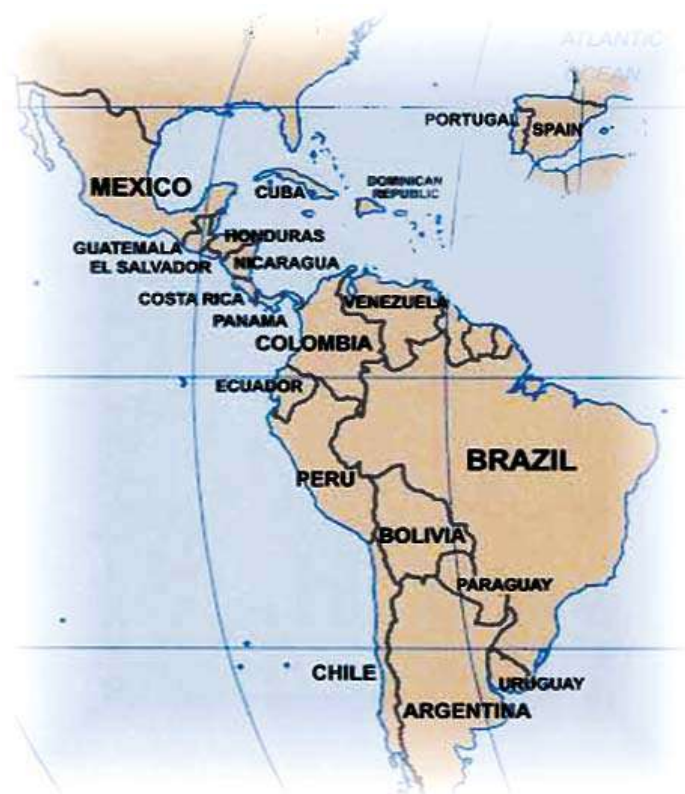 ATLANTIC
OCEAN
PORTUGAL
SPAIN
MEXICO
CUBA
DOMINICAN
REPUBLIC
HONDURAS
GUATEMALA
EL SALVADOR
NICARAGUA
COSTA RICA
VENEZUELA
PANAMA
COLOMBIA
ECUADOR
BRAZIL
PERU
BOLIVIA
PARAGUAY
CHILE
URUGUAY
ARGENTINA